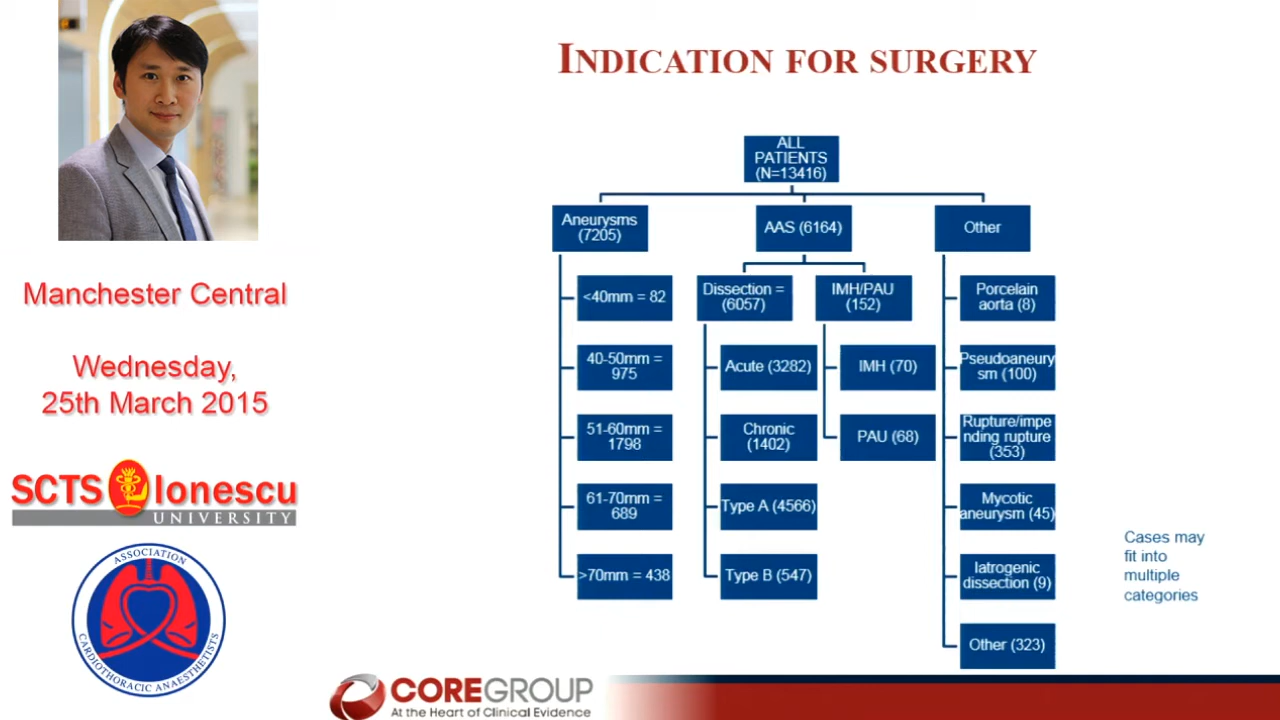 INDICATION FOR SURGERY
ALL
PATIENTS
(N=13416)
Aneurysms
(7205)
<40mm = 82
40-50mm =
975
51-60mm =
1798
61-70mm =
689
>70mm = 438
AAS (6164)
Dissection =
(6057)
Acute (3282)
Chronic
(1402)
Type A (4566)
Type B (547)
IMH/PAU
(152)
IMH (70)
PAU (68)
Other
Porcelain
aorta (8)
Pseudoaneury
sm (100)
Rupture/impe
nding rupture
(353)
Mycotic
aneurysm (45)
Iatrogenic
dissection (9)
Other (323)
Cases may
fit into
multiple
categories
Manchester Central
Wednesday,
25th March 2015
SCTS Ionescu
UNIVERSITY
ASSOCIATION
CARDIOTHORACIC ANAESTHETISTS
COREGROUP
At the Heart of Clinical Evidence